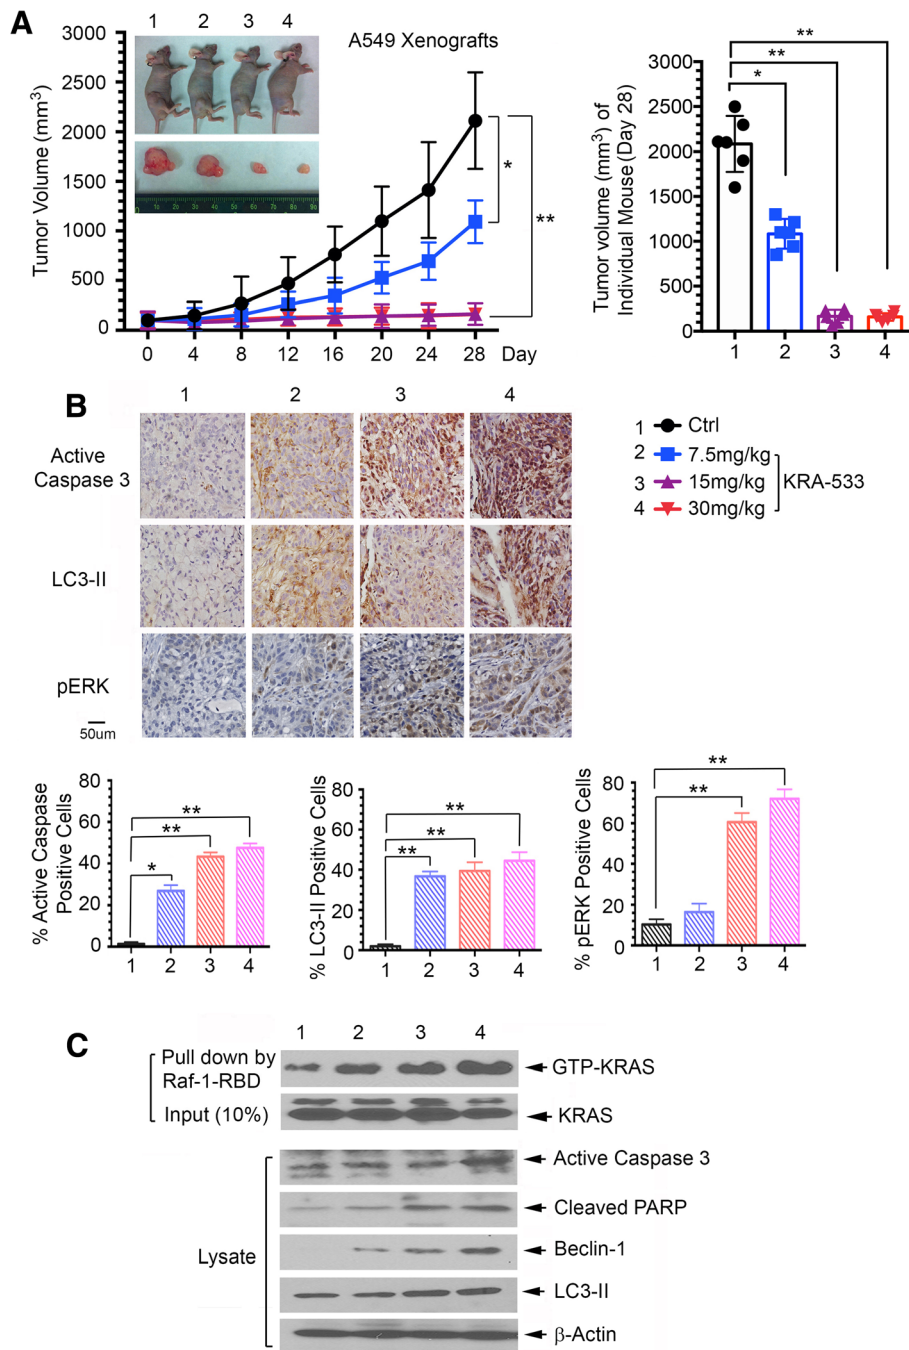 A
1 2 3 4
A549 Xenografts
Tumor Volume (mm3)
3000
2500
2000
1500
1000
500
0
0 4 8 12 16 20 24 28 Day
*
**
Tumor volume (mm3) of
Individual Mouse (Day 28)
3000
2500
2000
1000
500
0
1 2 3 4
**
**
*
B
1 2 3 4
Active
Caspase 3
LC3-II
pERK
50um
1 Ctrl
2 7.5mg/kg
3 15mg/kg
4 30mg/kg
KRA-533
% Active Caspase
Positive Cells
80
60
40
20
0
1 2 3 4
**
**
*
% LC3-II Positive Cells
80
60
40
20
0
1 2 3 4
**
**
**
% pERK Positive Cells
80
60
40
20
0
1 2 3 4
**
**
C
1 2 3 4
Pull down by
Raf-1-RBD
GTP-KRAS
Input (10%)
KRAS
Lysate
Active Caspase 3
Cleaved PARP
Beclin-1
LC3-II
β-Actin